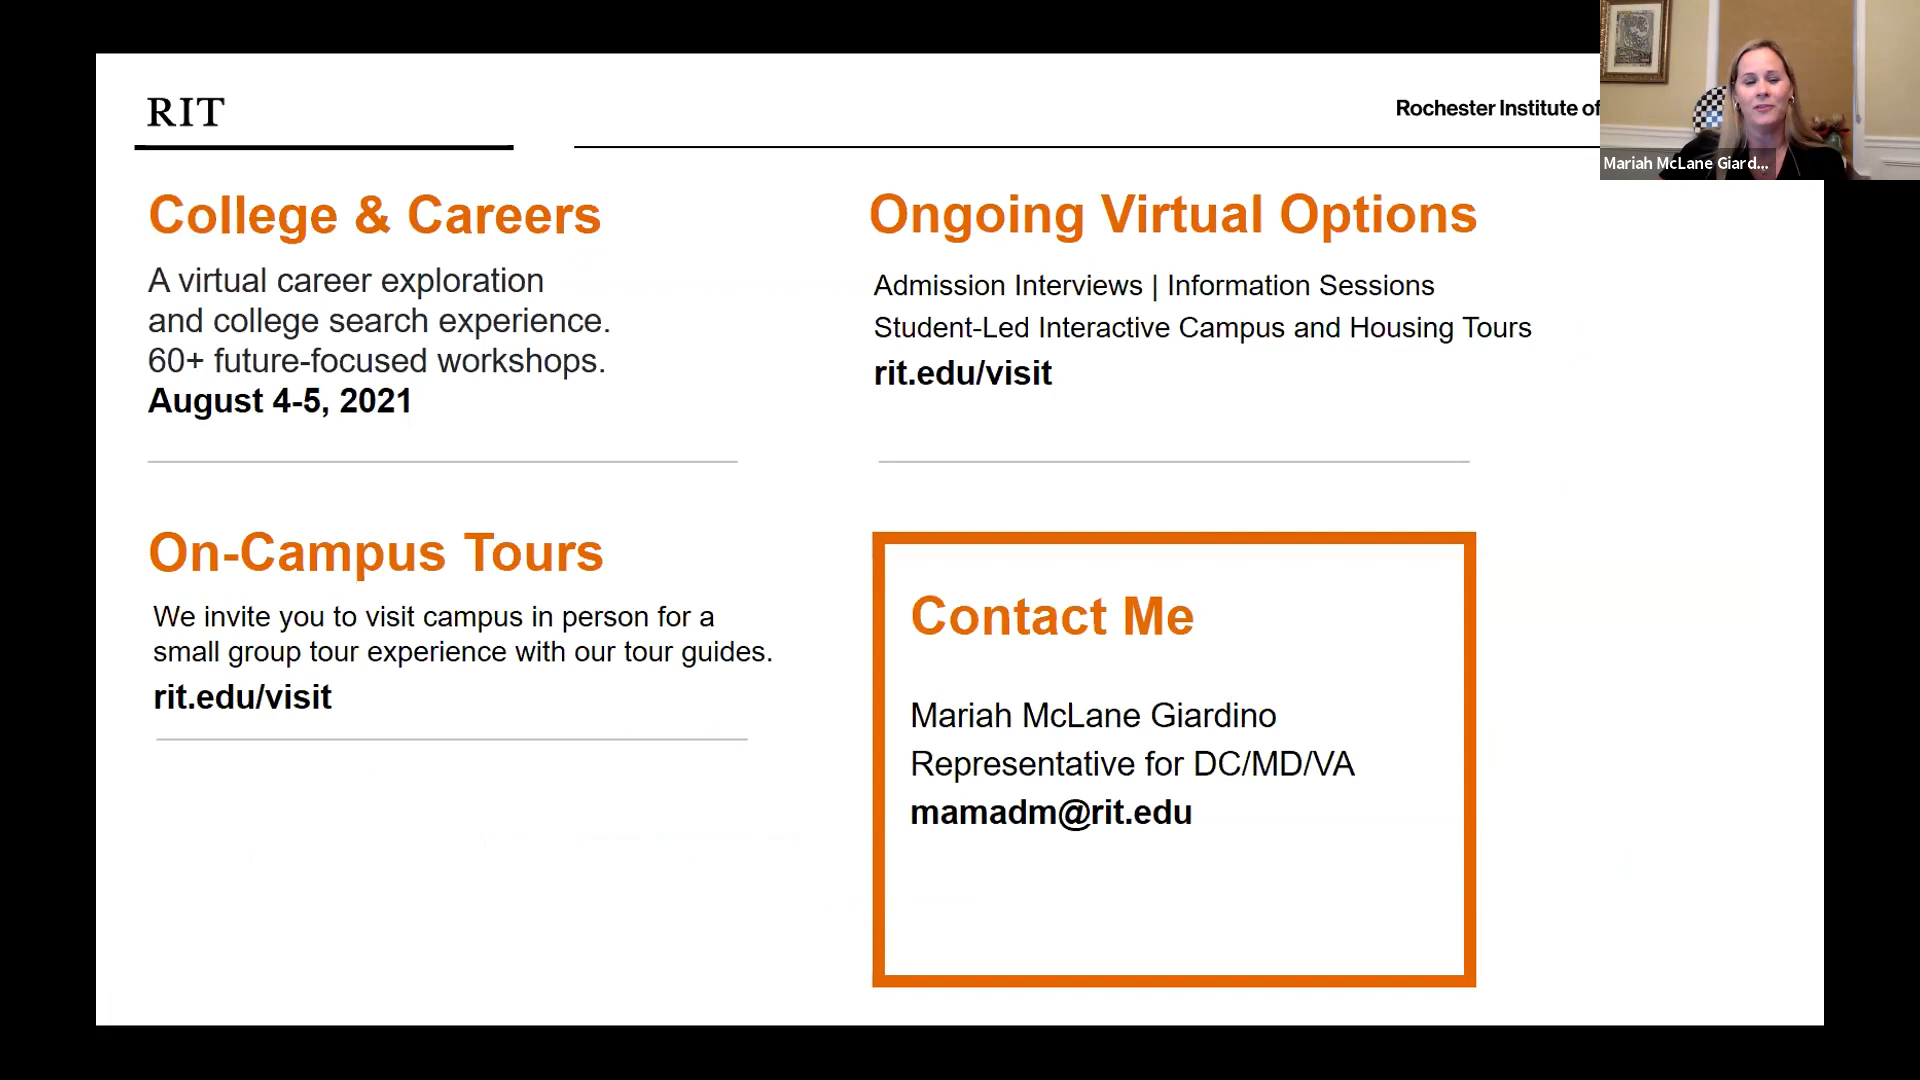 RIT
Rochester Institute of
Mariah McLane Giard...
College & Careers
A virtual career exploration
and college search experience.
60+ future-focused workshops.
August 4-5, 2021
Ongoing Virtual Options
Admission Interviews | Information Sessions
Student-Led Interactive Campus and Housing Tours
rit.edu/visit
On-Campus Tours
We invite you to visit campus in person for a
small group tour experience with our tour guides.
rit.edu/visit
Contact Me
Mariah McLane Giardino
Representative for DC/MD/VA
mamadm@rit.edu